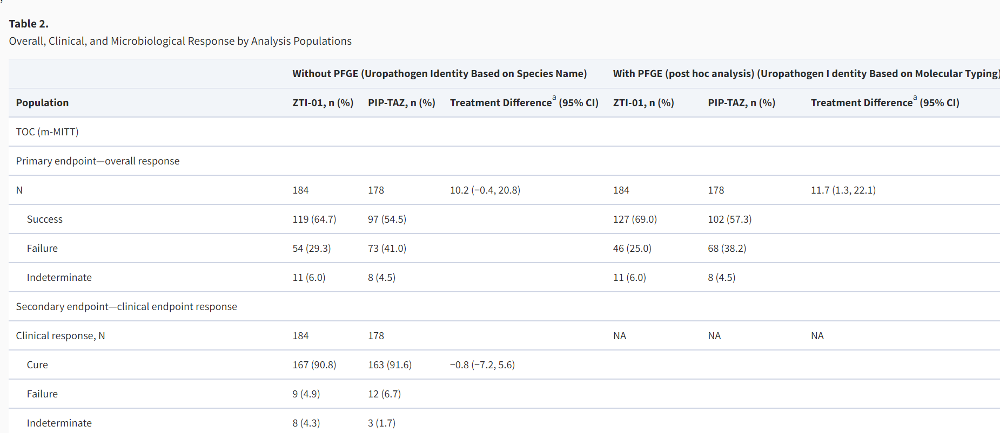 Table 2.
Overall, Clinical, and Microbiological Response by Analysis Populations
Without PFGE (Uropathogen Identity Based on Species Name) With PFGE (post hoc analysis) (Uropathogen I dentity Based on Molecular Typing)
Population ZTI-01, n (%) PIP-TAZ, n (%) Treatment Differenceᵃ (95% CI) ZTI-01, n (%) PIP-TAZ, n (%) Treatment Differenceᵃ (95% CI)
TOC (m-MITT)
Primary endpoint—overall response
N 184 178 10.2 (−0.4, 20.8) 184 178 11.7 (1.3, 22.1)
Success 119 (64.7) 97 (54.5) 127 (69.0) 102 (57.3)
Failure 54 (29.3) 73 (41.0) 46 (25.0) 68 (38.2)
Indeterminate 11 (6.0) 8 (4.5) 11 (6.0) 8 (4.5)
Secondary endpoint—clinical endpoint response
Clinical response, N 184 178 NA NA NA
Cure 167 (90.8) 163 (91.6) −0.8 (−7.2, 5.6)
Failure 9 (4.9) 12 (6.7)
Indeterminate 8 (4.3) 3 (1.7)